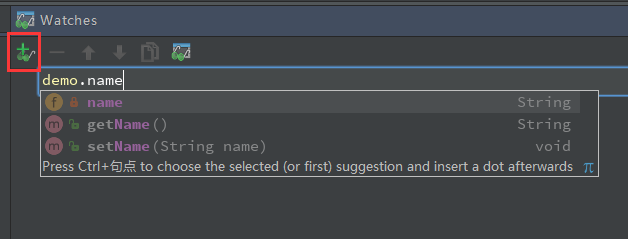 Watches
demo.name
f name String
m getName() String
m setName(String name) void
Press Ctrl+句点 to choose the selected (or first) suggestion and insert a dot afterwards π